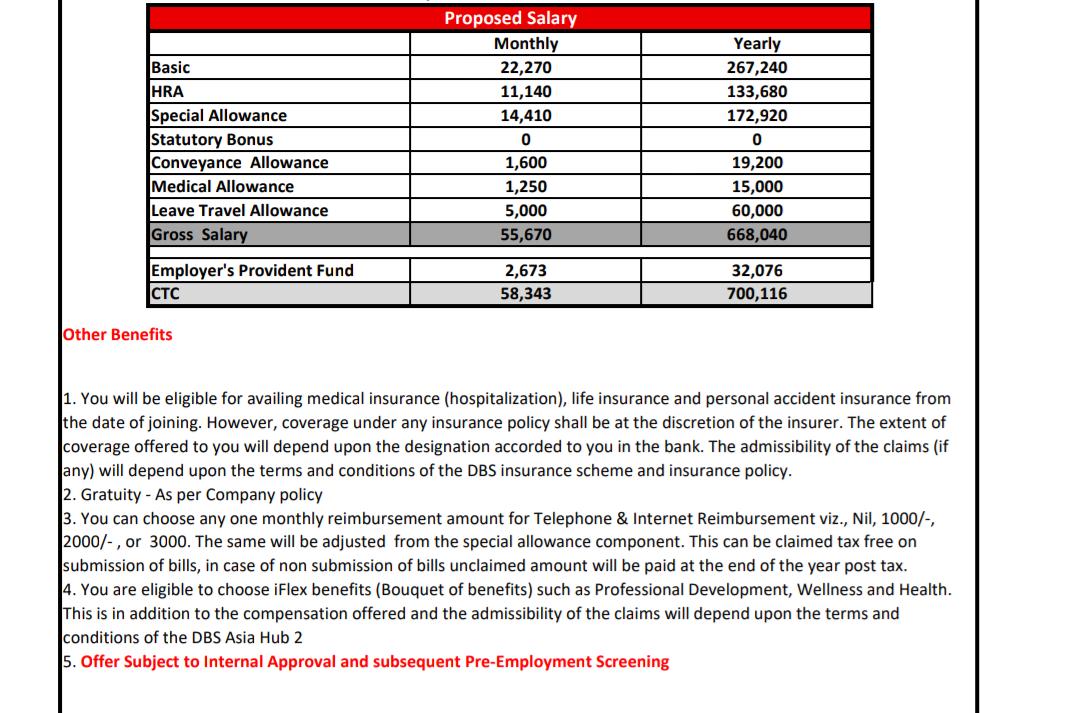 Proposed Salary
Monthly Yearly
Basic 22,270 267,240
HRA 11,140 133,680
Special Allowance 14,410 172,920
Statutory Bonus 0 0
Conveyance  Allowance 1,600 19,200
Medical Allowance 1,250 15,000
Leave Travel Allowance 5,000 60,000
Gross  Salary 55,670 668,040
Employer's Provident Fund 2,673 32,076
CTC 58,343 700,116
Other Benefits
1. You will be eligible for availing medical insurance (hospitalization), life insurance and personal accident insurance from
the date of joining. However, coverage under any insurance policy shall be at the discretion of the insurer. The extent of
coverage offered to you will depend upon the designation accorded to you in the bank. The admissibility of the claims (if
any) will depend upon the terms and conditions of the DBS insurance scheme and insurance policy.
2. Gratuity - As per Company policy
3. You can choose any one monthly reimbursement amount for Telephone & Internet Reimbursement viz., Nil, 1000/-,
2000/- , or  3000. The same will be adjusted  from the special allowance component. This can be claimed tax free on
submission of bills, in case of non submission of bills unclaimed amount will be paid at the end of the year post tax.
4. You are eligible to choose iFlex benefits (Bouquet of benefits) such as Professional Development, Wellness and Health.
This is in addition to the compensation offered and the admissibility of the claims will depend upon the terms and
conditions of the DBS Asia Hub 2
5. Offer Subject to Internal Approval and subsequent Pre-Employment Screening